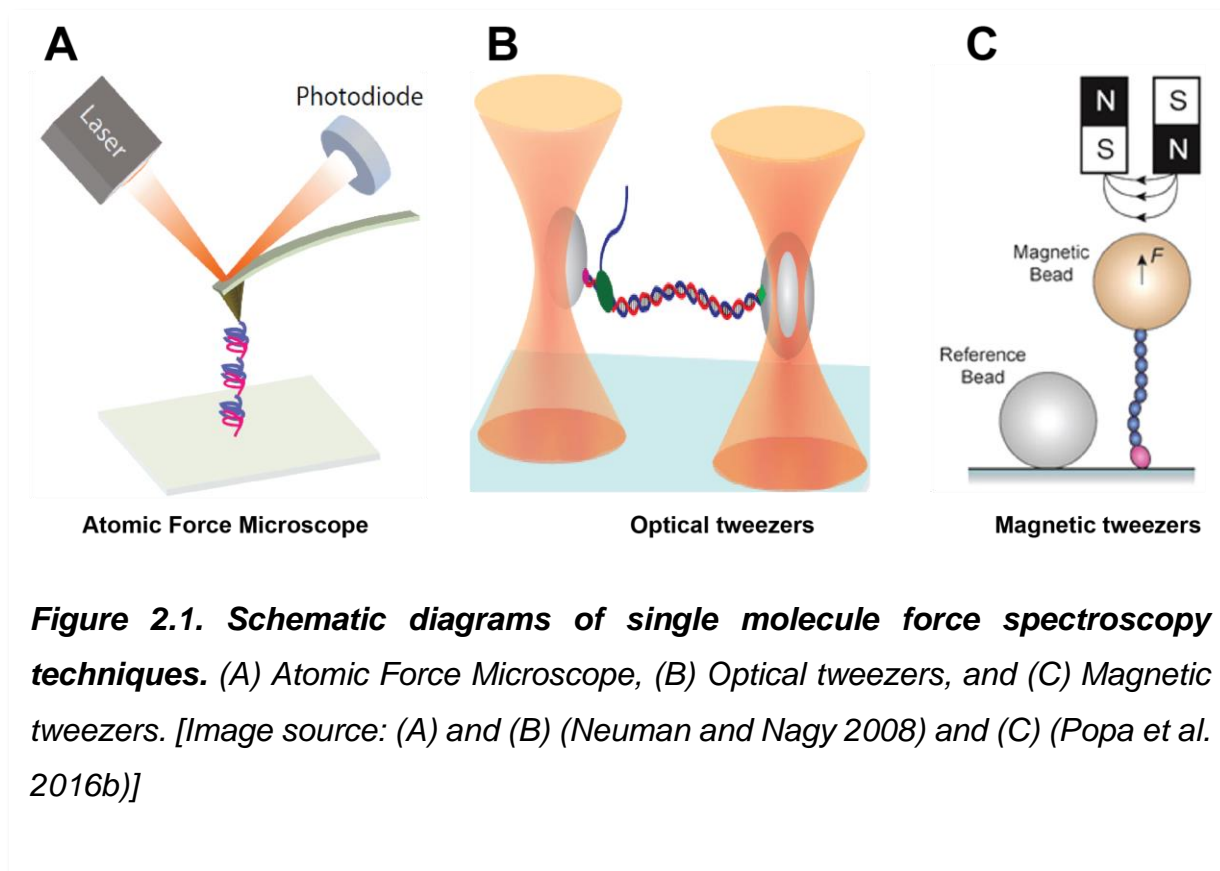 A
B
C
Laser
Photodiode
N
S
S
N
Magnetic
Bead
F
Reference
Bead
Atomic Force Microscope
Optical tweezers
Magnetic tweezers
Figure 2.1. Schematic diagrams of single molecule force spectroscopy
techniques. (A) Atomic Force Microscope, (B) Optical tweezers, and (C) Magnetic
tweezers. [Image source: (A) and (B) (Neuman and Nagy 2008) and (C) (Popa et al.
2016b)]